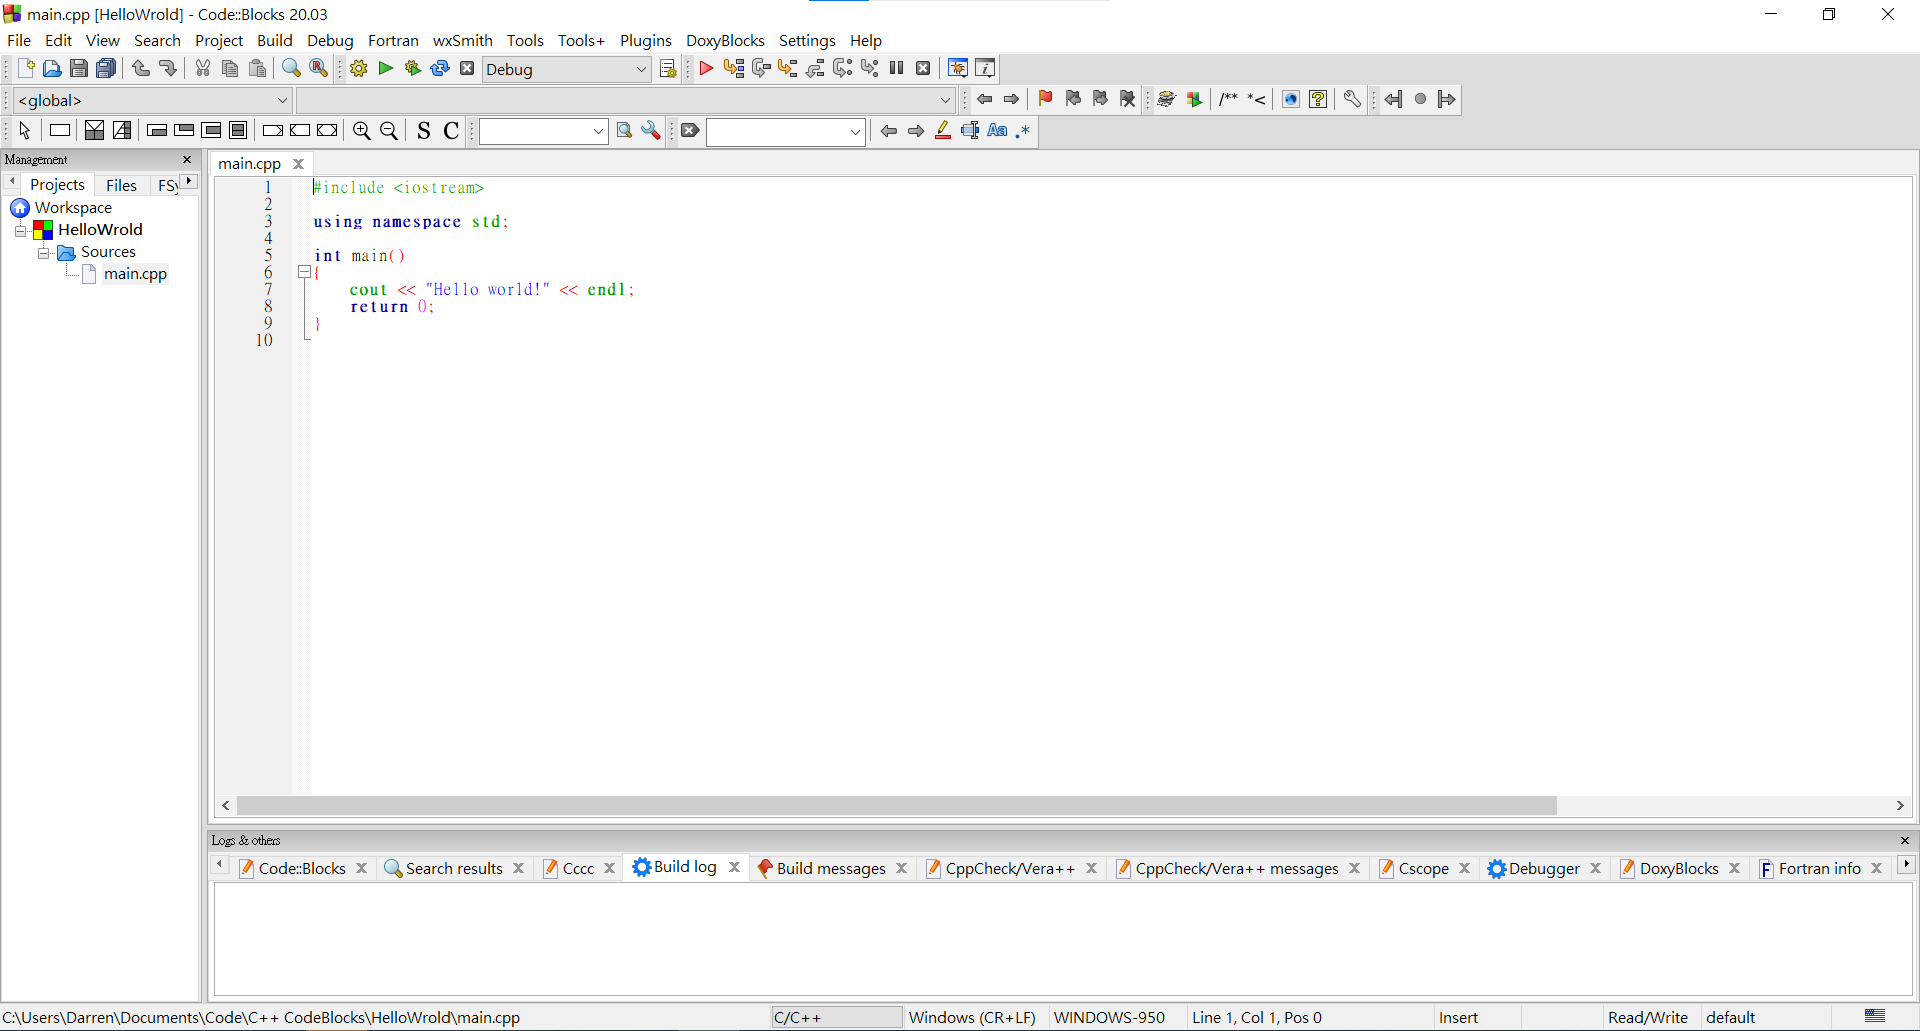 main.cpp [HelloWrold] - Code::Blocks 20.03
File Edit View Search Project Build Debug Fortran wxSmith Tools Tools+ Plugins DoxyBlocks Settings Help
Debug
<global>
/** *<
S C
Aa .*
Management
Projects Files FSy
Workspace
HelloWrold
Sources
main.cpp
main.cpp
1 #include <iostream>
2
3 using namespace std;
4
5 int main()
6 {
7 cout << "Hello world!" << endl;
8 return 0;
9 }
10
Logs & others
Code::Blocks Search results Cccc Build log Build messages CppCheck/Vera++ CppCheck/Vera++ messages Cscope Debugger DoxyBlocks Fortran info
C:\Users\Darren\Documents\Code\C++ CodeBlocks\HelloWrold\main.cpp C/C++ Windows (CR+LF) WINDOWS-950 Line 1, Col 1, Pos 0 Insert Read/Write default